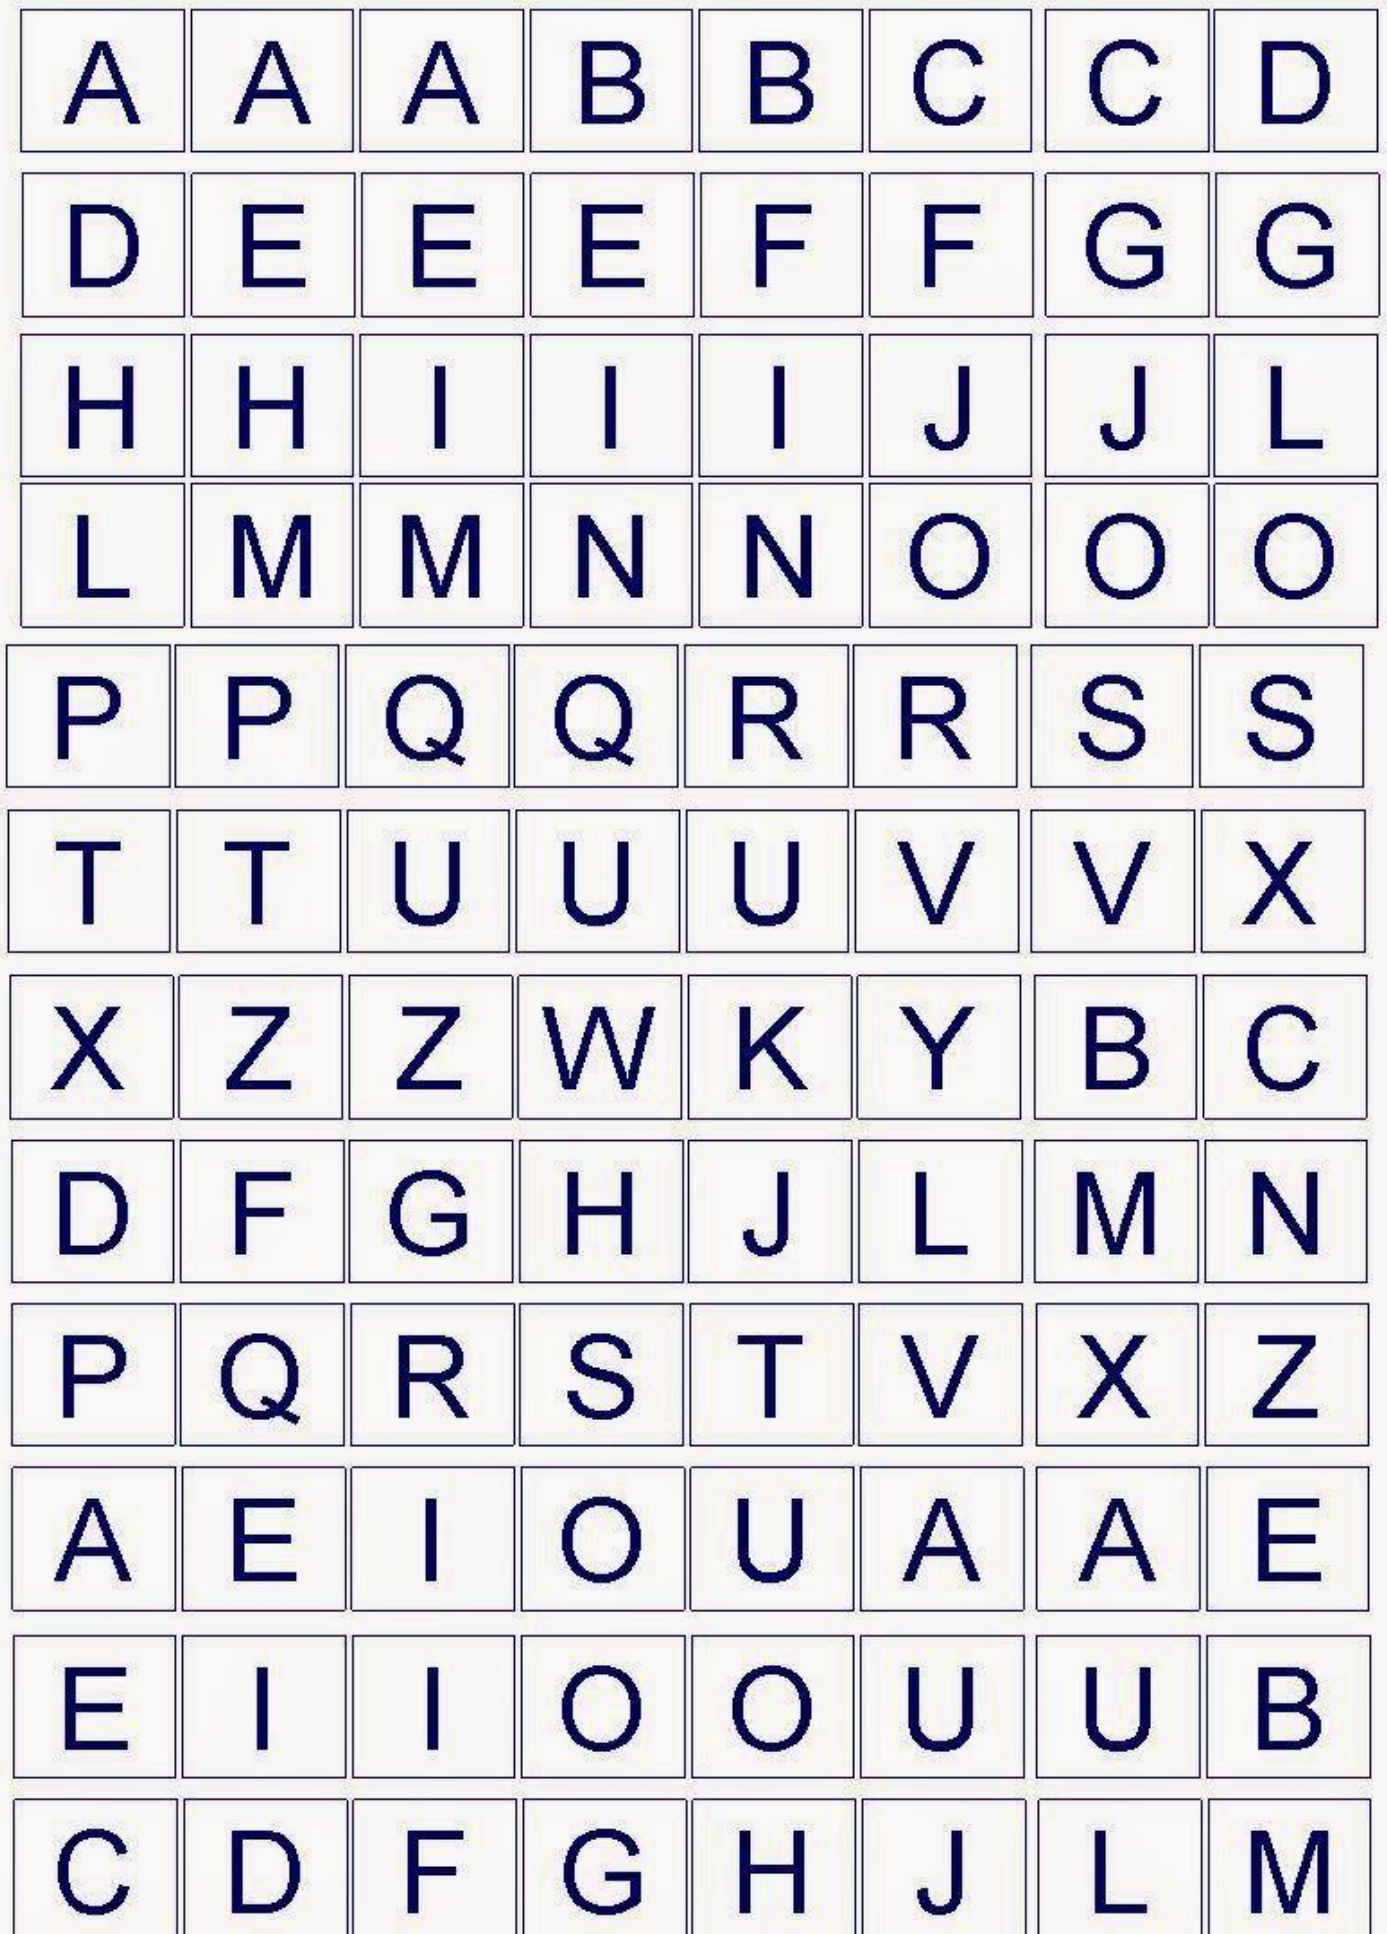 A A A B B C C D
D E E E F F G G
H H I I I J J L
L M M N N O O O
P P Q Q R R S S
T T U U U V V X
X Z Z W K Y B C
D F G H J L M N
P Q R S T V X Z
A E I O U A A E
E I I O O U U B
C D F G H J L M